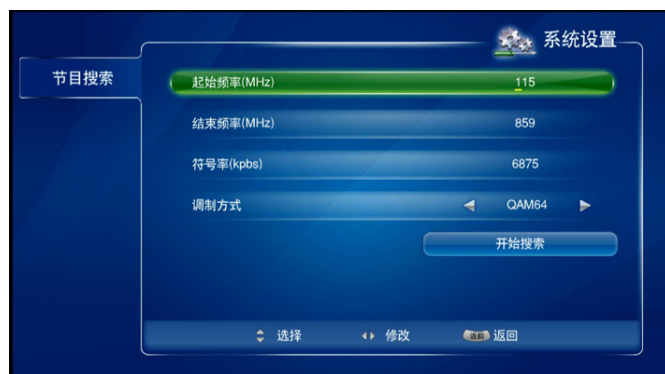 系统设置
节目搜索
起始频率(MHz) 115
结束频率(MHz) 859
符号率(kpbs) 6875
调制方式 QAM64
开始搜索
选择 修改 返回